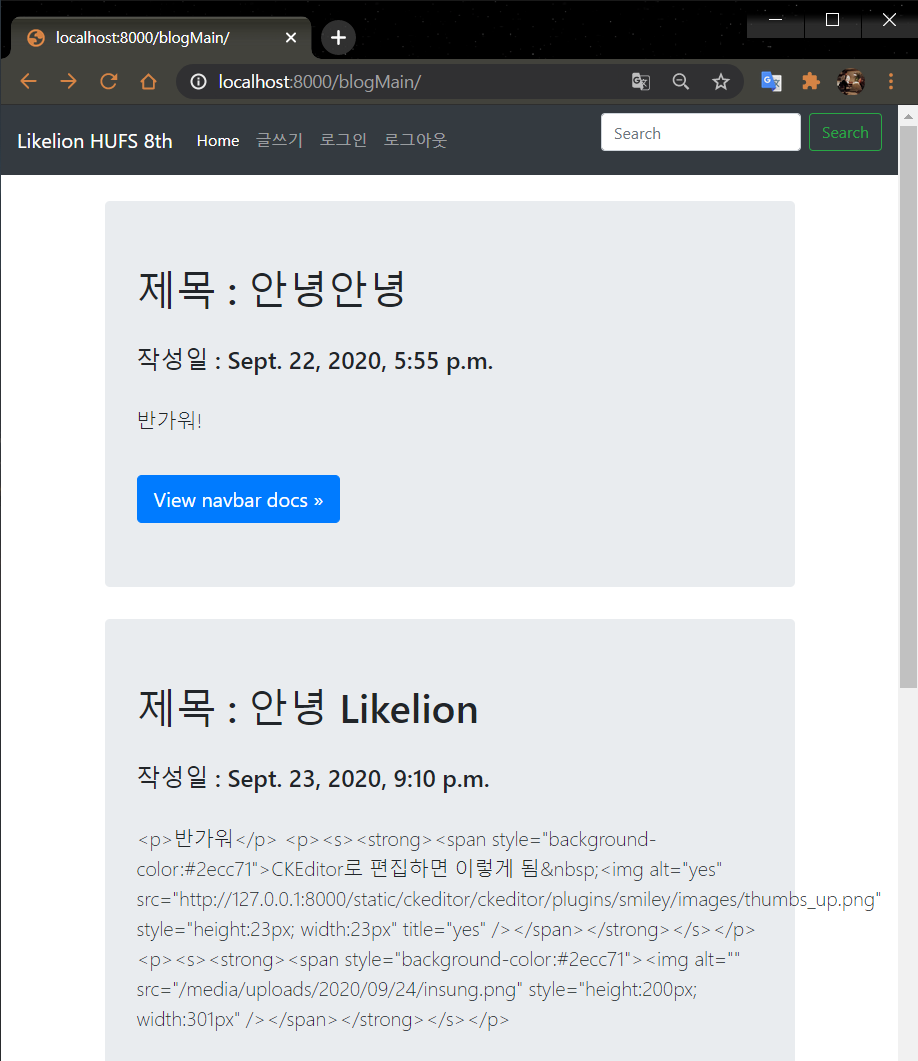 localhost:8000/blogMain/
localhost:8000/blogMain/
Likelion HUFS 8th Home 글쓰기 로그인 로그아웃 Search Search
제목 : 안녕안녕
작성일 : Sept. 22, 2020, 5:55 p.m.
반가워!
View navbar docs »
제목 : 안녕 Likelion
작성일 : Sept. 23, 2020, 9:10 p.m.
<p>반가워</p> <p><s><strong><span style="background-
color:#2ecc71">CKEditor로 편집하면 이렇게 됨&nbsp;<img alt="yes"
src="http://127.0.0.1:8000/static/ckeditor/ckeditor/plugins/smiley/images/thumbs_up.png"
style="height:23px; width:23px" title="yes" /></span></strong></s></p>
<p><s><strong><span style="background-color:#2ecc71"><img alt=""
src="/media/uploads/2020/09/24/insung.png" style="height:200px;
width:301px" /></span></strong></s></p>